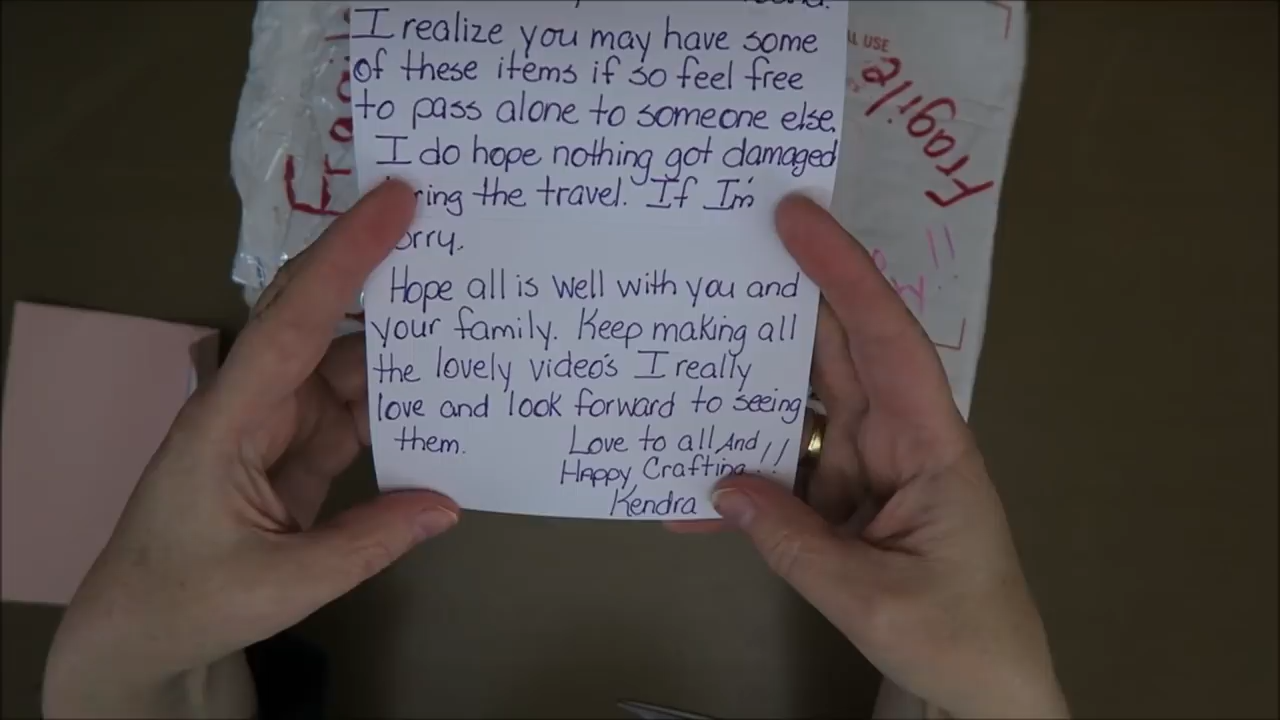 I realize you may have some
of these items if so feel free
to pass alone to someone else.
I do hope nothing got damaged
the travel. If I'm
Hope all is well with you and
your family. Keep making all
the lovely video's I really
love and look forward to seeing
them.
Love to all And
Happy Crafting..!!
Kendra
LL USE
Fragile
!!